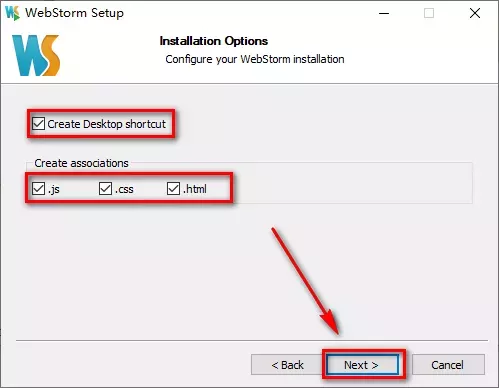 WebStorm Setup
WS
Installation Options
Configure your WebStorm installation
Create Desktop shortcut
Create associations
.js .css .html
< Back Next > Cancel